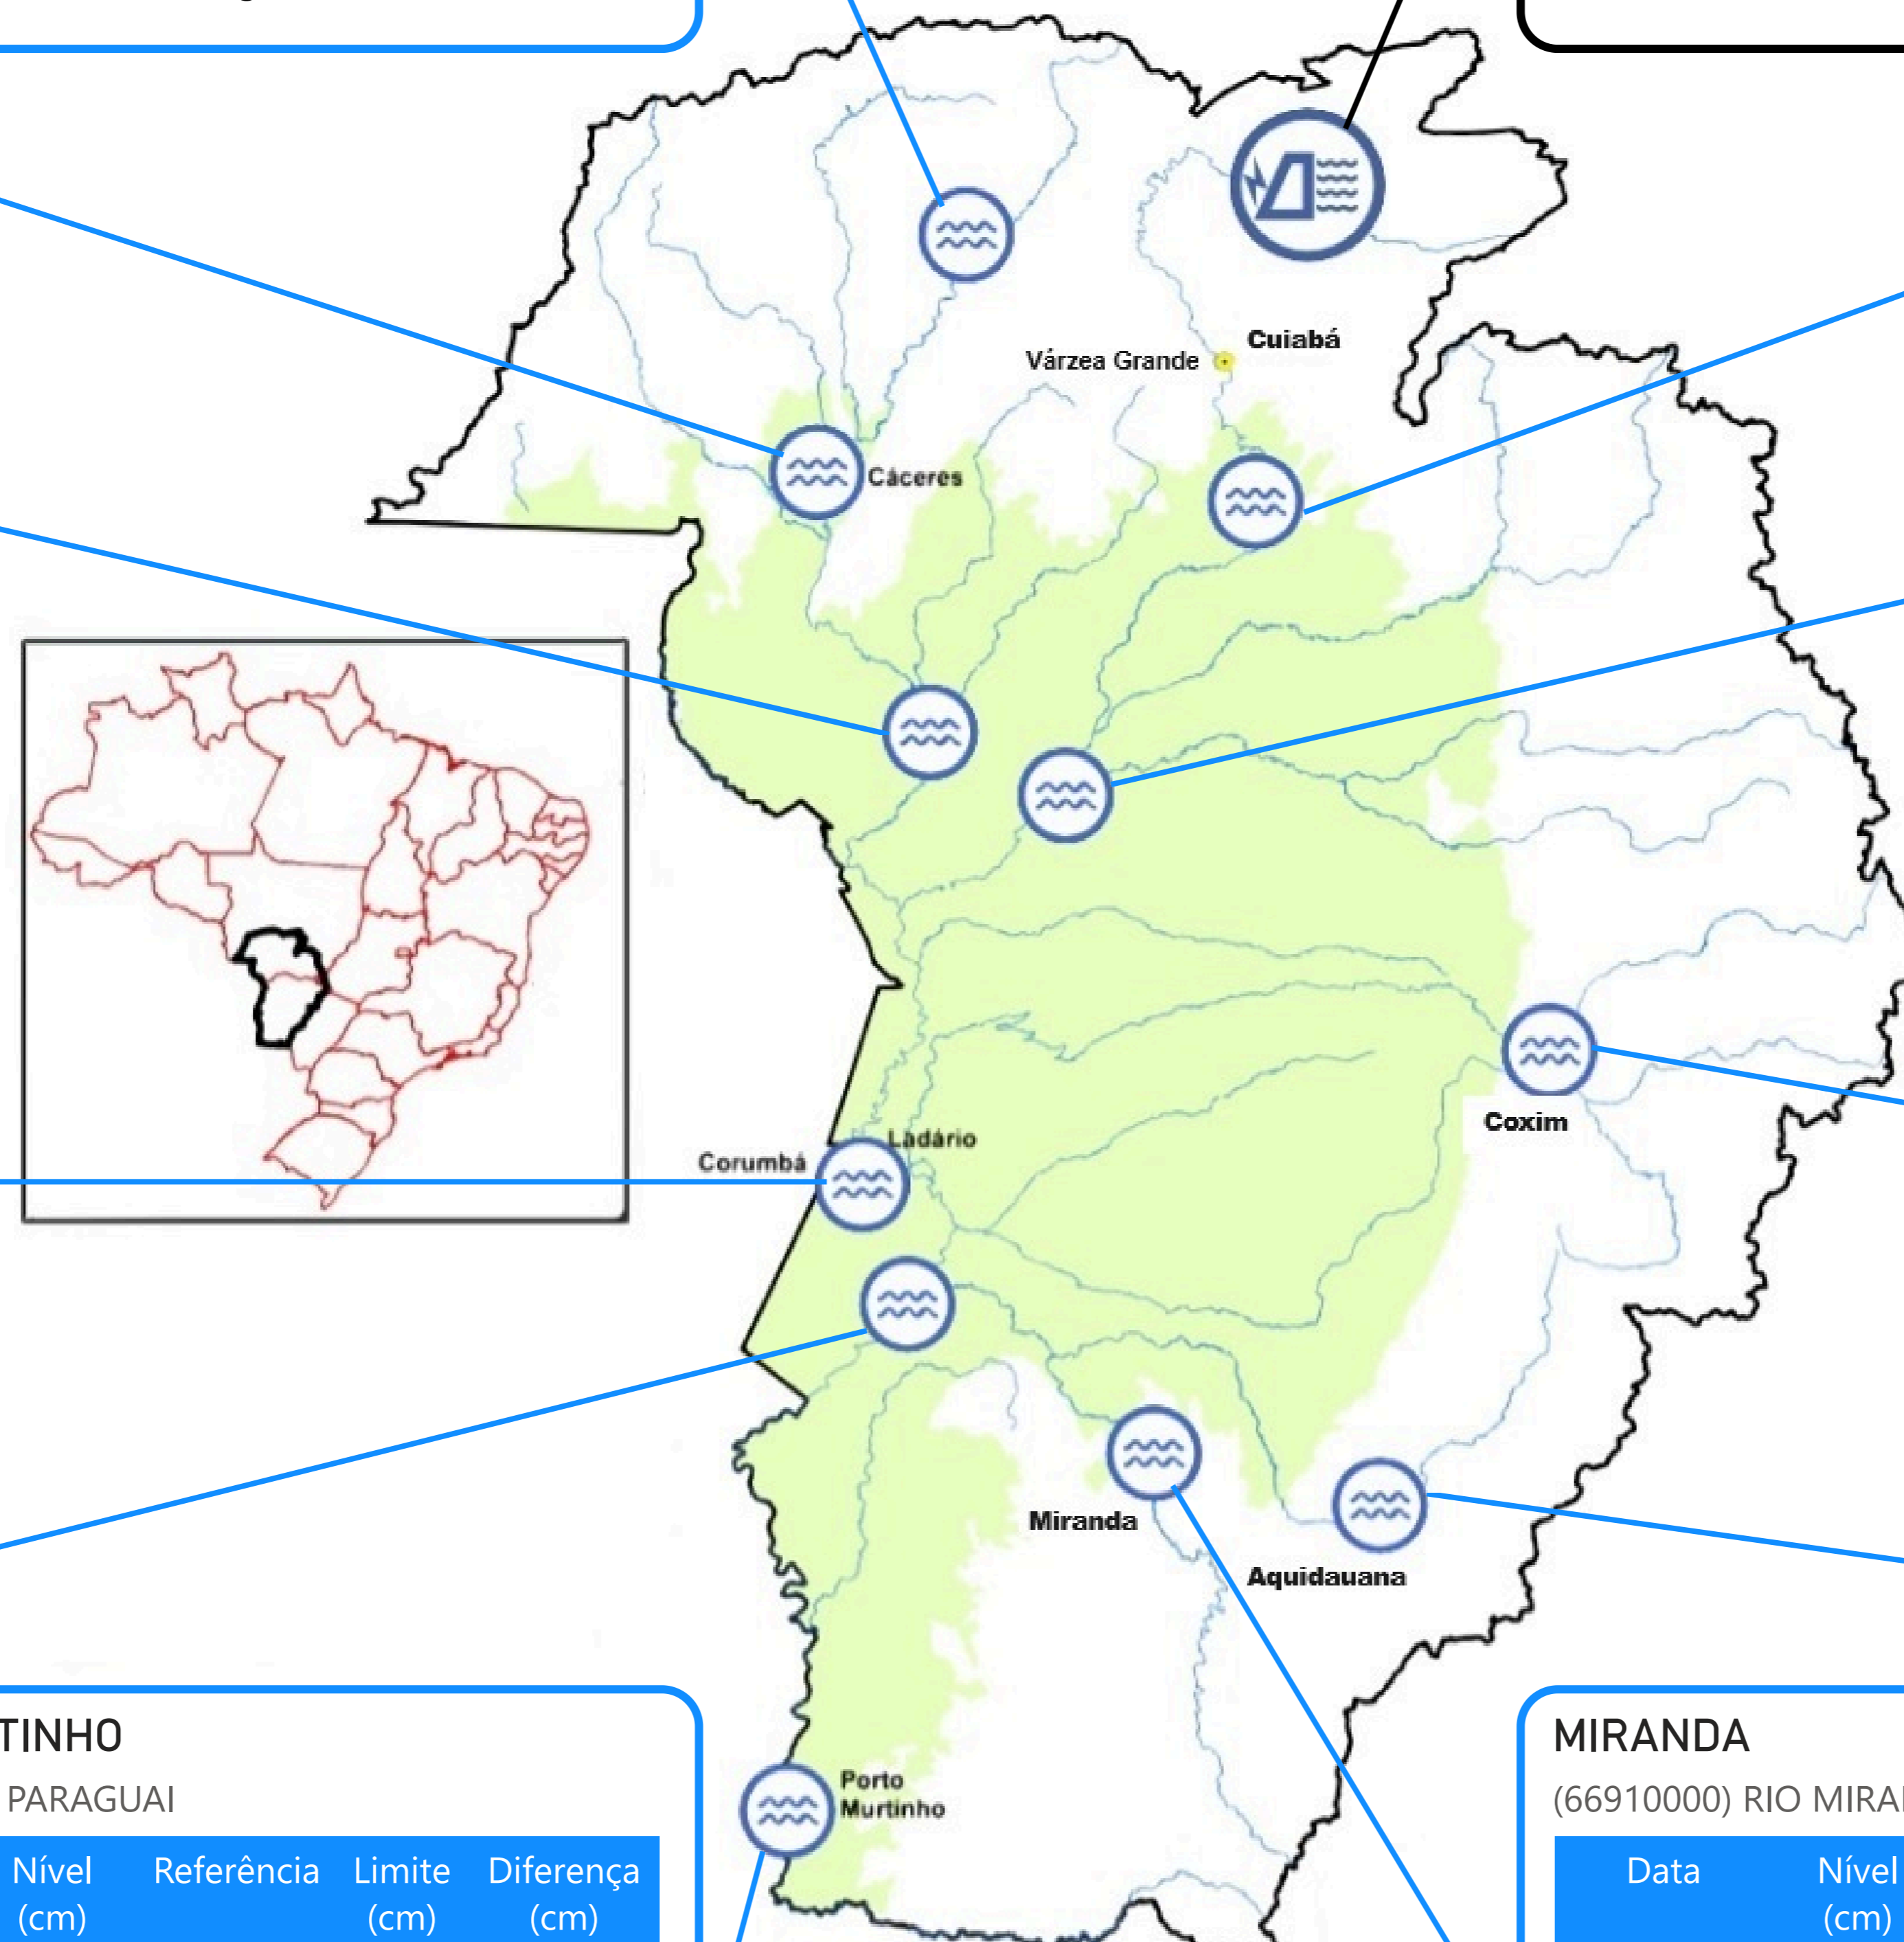 Cuiabá
Várzea Grande
Cáceres
Coxim
Ladário
Corumbá
Miranda
Aquidauana
TINHO
PARAGUAI
Nível
(cm)
Referência
Limite
(cm)
Diferença
(cm)
Porto
Murtinho
MIRANDA
(66910000) RIO MIRA
Data
Nível
(cm)